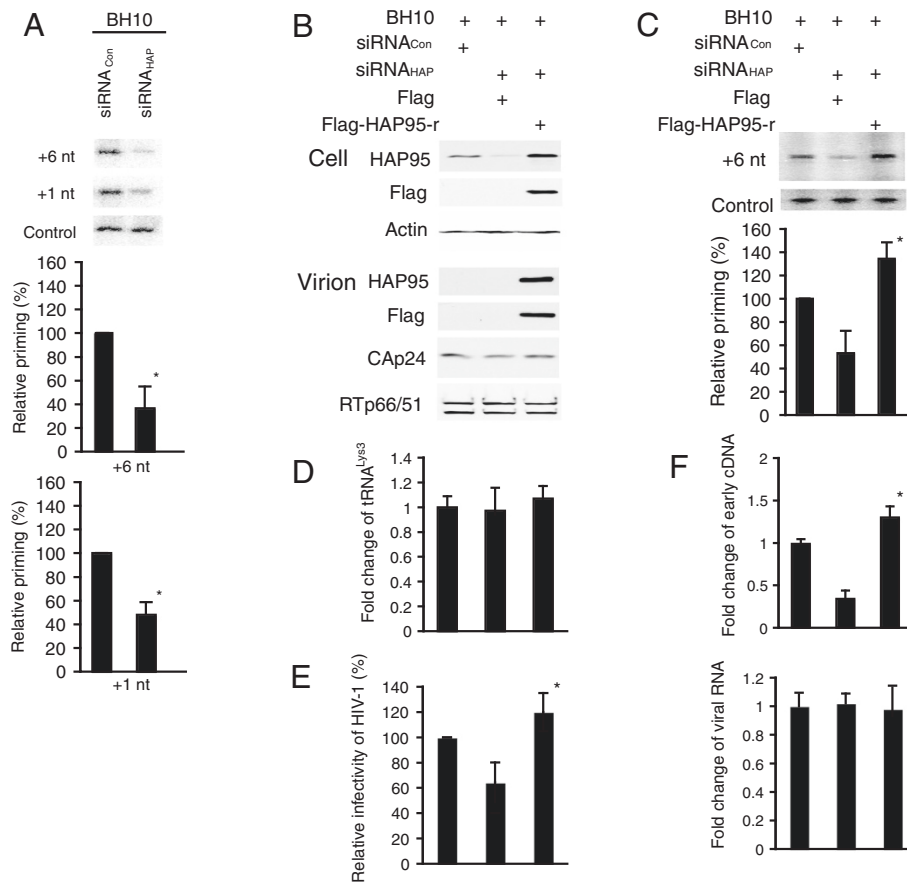 A
BH10
siRNACon
siRNAHAP
+6 nt
+1 nt
Control
Relative priming (%)
160
140
120
100
80
60
40
20
0
*
+6 nt
Relative priming (%)
160
140
120
100
80
60
40
20
0
*
+1 nt
B
BH10 + + +
siRNACon +
siRNAHAP + +
Flag +
Flag-HAP95-r +
Cell HAP95
Flag
Actin
Virion HAP95
Flag
CAp24
RTp66/51
C
BH10 + + +
siRNACon +
siRNAHAP + +
Flag +
Flag-HAP95-r +
+6 nt
Control
Relative priming (%)
160
140
120
100
80
60
40
20
0
*
D
Fold change of tRNALys3
1.4
1.2
1
0.8
0.6
0.4
0.2
0
E
Relative infectivity of HIV-1 (%)
140
120
100
80
60
40
20
0
*
F
Fold change of early cDNA
2
1.5
1
0.5
0
*
Fold change of viral RNA
1.2
1
0.8
0.6
0.4
0.2
0